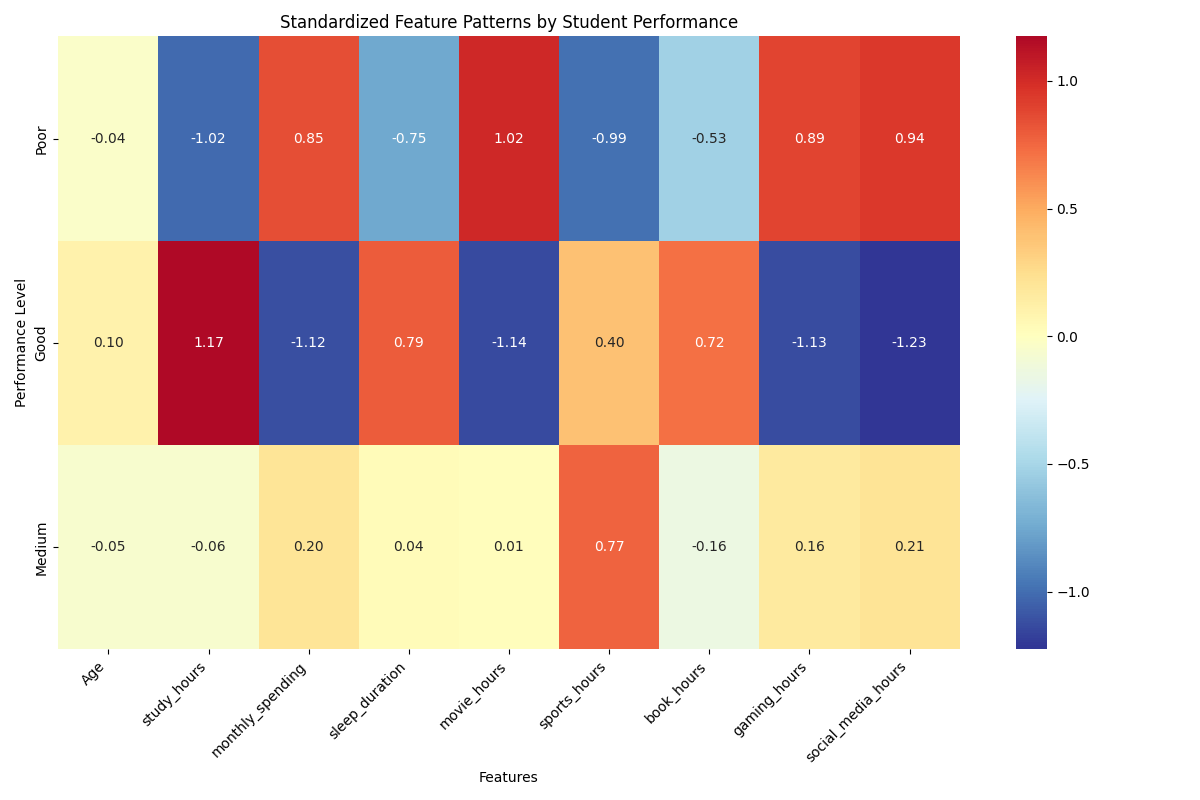 Standardized Feature Patterns by Student Performance
Performance Level
Poor
-0.04 -1.02 0.85 -0.75 1.02 -0.99 -0.53 0.89 0.94
Good
0.10 1.17 -1.12 0.79 -1.14 0.40 0.72 -1.13 -1.23
Medium
-0.05 -0.06 0.20 0.04 0.01 0.77 -0.16 0.16 0.21
Age
study_hours
monthly_spending
sleep_duration
movie_hours
sports_hours
book_hours
gaming_hours
social_media_hours
Features
1.0
0.5
0.0
−0.5
−1.0